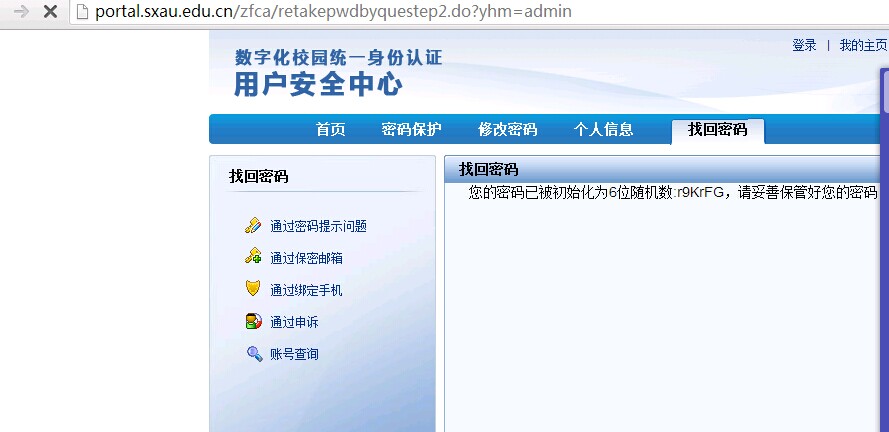 portal.sxau.edu.cn/zfca/retakepwdbyquestep2.do?yhm=admin
登录 | 我的主页
数字化校园统一身份认证
用户安全中心
首页 密码保护 修改密码 个人信息 找回密码
找回密码
通过密码提示问题
通过保密邮箱
通过绑定手机
通过申诉
账号查询
找回密码
您的密码已被初始化为6位随机数:r9KrFG，请妥善保管好您的密码